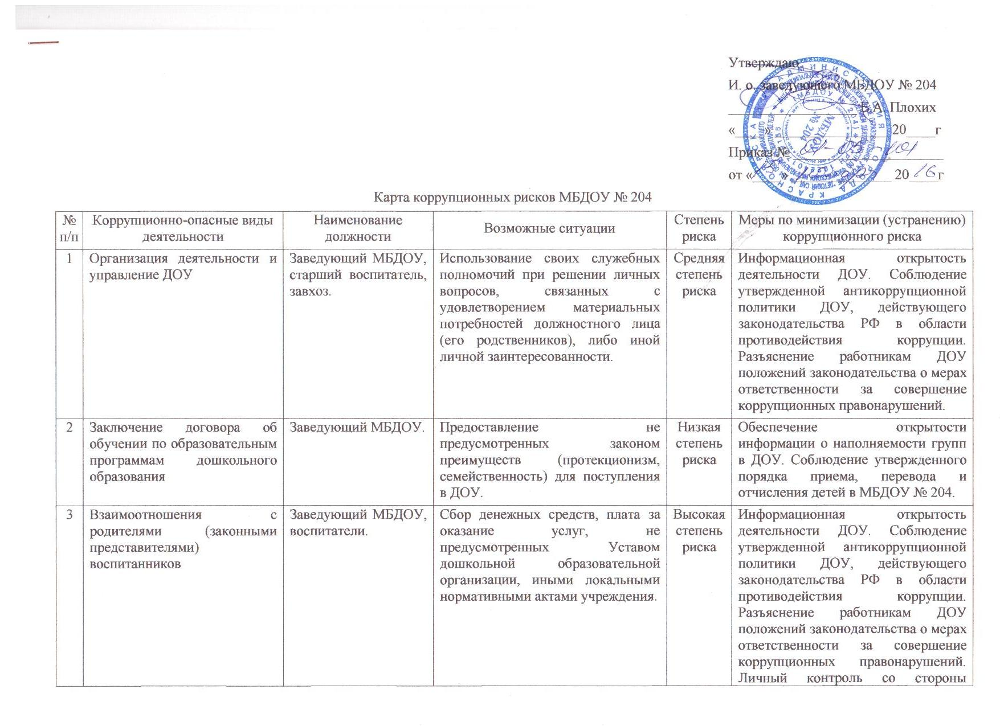 Утверждаю
И. о. заведующего МБДОУ № 204
Е.А. Плохих
«____» 20____г
Приказ №
от « » 20 16 г
МБДОУ
№ 204
Карта коррупционных рисков МБДОУ № 204
№ п/п
Коррупционно-опасные виды
деятельности
Наименование
должности
Возможные ситуации
Степень
риска
Меры по минимизации (устранению)
коррупционного риска
1
Организация деятельности и
управление ДОУ
Заведующий МБДОУ,
старший воспитатель,
завхоз.
Использование своих служебных
полномочий при решении личных
вопросов, связанных с
удовлетворением материальных
потребностей должностного лица
(его родственников), либо иной
личной заинтересованности.
Средняя
степень
риска
Информационная открытость
деятельности ДОУ. Соблюдение
утвержденной антикоррупционной
политики ДОУ, действующего
законодательства РФ в области
противодействия коррупции.
Разъяснение работникам ДОУ
положений законодательства о мерах
ответственности за совершение
коррупционных правонарушений.
2
Заключение договора об
обучении по образовательным
программам дошкольного
образования
Заведующий МБДОУ.
Предоставление не
предусмотренных законом
преимуществ (протекционизм,
семейственность) для поступления
в ДОУ.
Низкая
степень
риска
Обеспечение открытости
информации о наполняемости групп
в ДОУ. Соблюдение утвержденного
порядка приема, перевода и
отчисления детей в МБДОУ № 204.
3
Взаимоотношения с
родителями (законными
представителями)
воспитанников
Заведующий МБДОУ,
воспитатели.
Сбор денежных средств, плата за
оказание услуг, не
предусмотренных Уставом
дошкольной образовательной
организации, иными локальными
нормативными актами учреждения.
Высокая
степень
риска
Информационная открытость
деятельности ДОУ. Соблюдение
утвержденной антикоррупционной
политики ДОУ, действующего
законодательства РФ в области
противодействия коррупции.
Разъяснение работникам ДОУ
положений законодательства о мерах
ответственности за совершение
коррупционных правонарушений.
Личный контроль со стороны